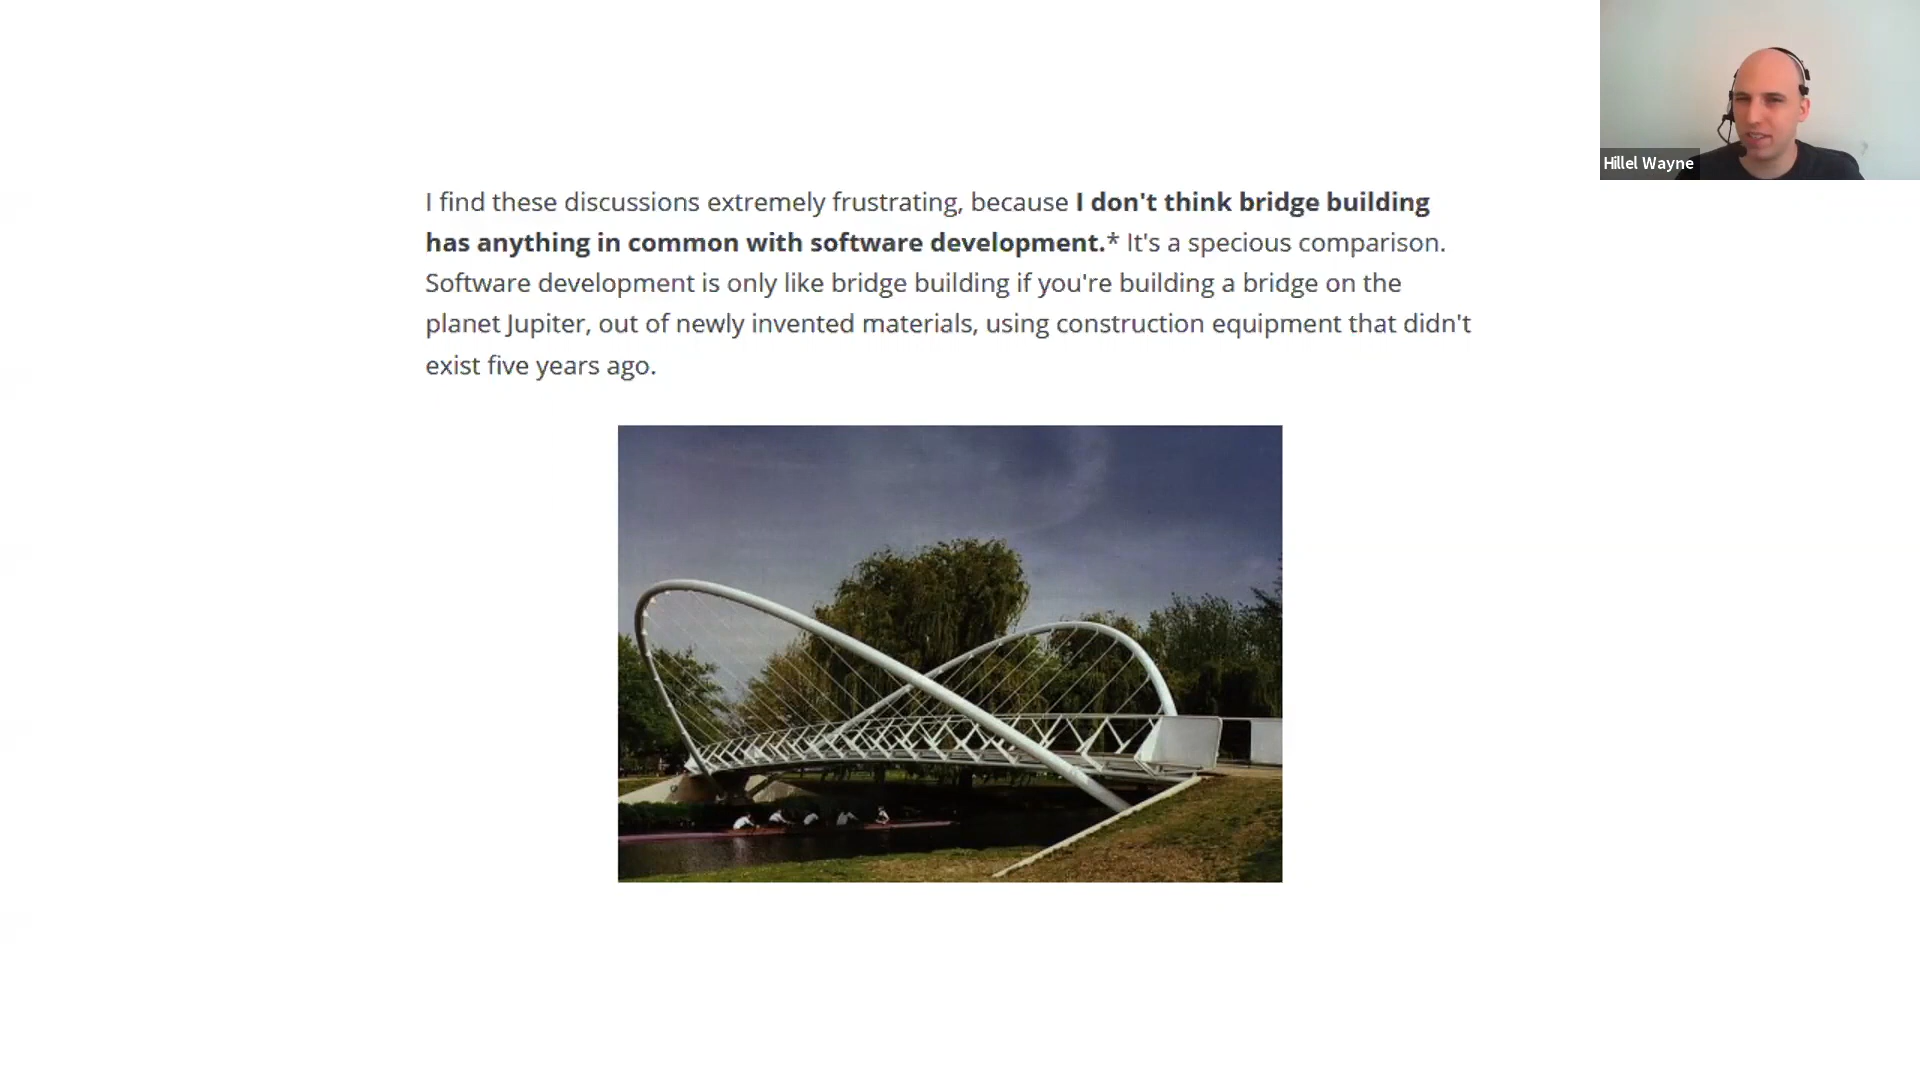 I find these discussions extremely frustrating, because I don't think bridge building
has anything in common with software development.* It's a specious comparison.
Software development is only like bridge building if you're building a bridge on the
planet Jupiter, out of newly invented materials, using construction equipment that didn't
exist five years ago.
Hillel Wayne